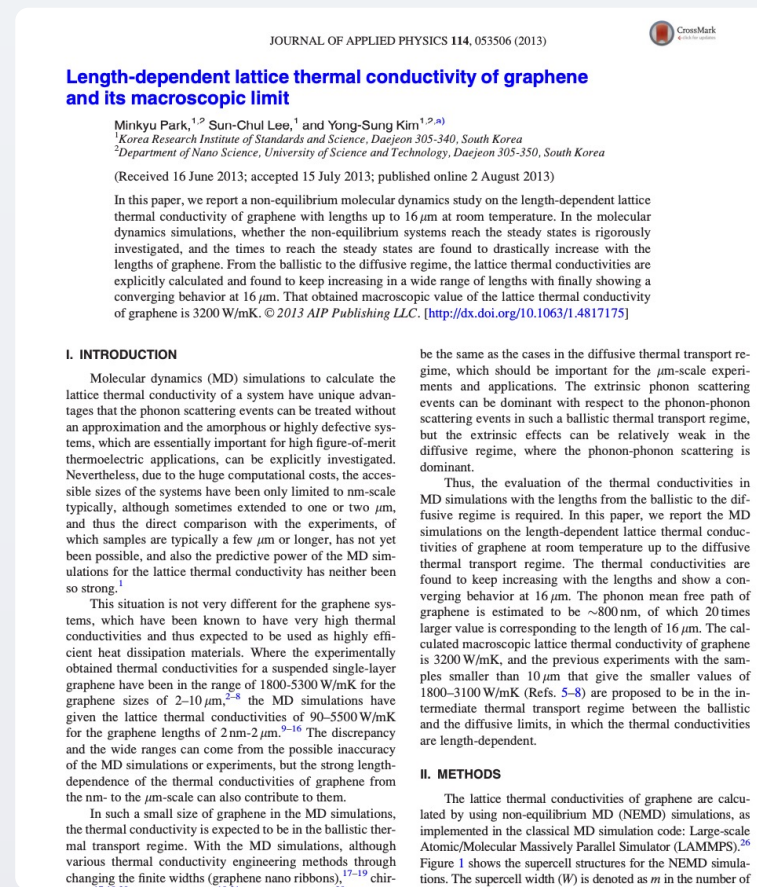 JOURNAL OF APPLIED PHYSICS 114, 053506 (2013)
CrossMark
Length-dependent lattice thermal conductivity of graphene
and its macroscopic limit
Minkyu Park,1,2 Sun-Chul Lee,1 and Yong-Sung Kim1,2,a)
1Korea Research Institute of Standards and Science, Daejeon 305-340, South Korea
2Department of Nano Science, University of Science and Technology, Daejeon 305-350, South Korea
(Received 16 June 2013; accepted 15 July 2013; published online 2 August 2013)
In this paper, we report a non-equilibrium molecular dynamics study on the length-dependent lattice
thermal conductivity of graphene with lengths up to 16 μm at room temperature. In the molecular
dynamics simulations, whether the non-equilibrium systems reach the steady states is rigorously
investigated, and the times to reach the steady states are found to drastically increase with the
lengths of graphene. From the ballistic to the diffusive regime, the lattice thermal conductivities are
explicitly calculated and found to keep increasing in a wide range of lengths with finally showing a
converging behavior at 16 μm. That obtained macroscopic value of the lattice thermal conductivity
of graphene is 3200 W/mK. © 2013 AIP Publishing LLC. [http://dx.doi.org/10.1063/1.4817175]
I. INTRODUCTION
Molecular dynamics (MD) simulations to calculate the
lattice thermal conductivity of a system have unique advan-
tages that the phonon scattering events can be treated without
an approximation and the amorphous or highly defective sys-
tems, which are essentially important for high figure-of-merit
thermoelectric applications, can be explicitly investigated.
Nevertheless, due to the huge computational costs, the acces-
sible sizes of the systems have been only limited to nm-scale
typically, although sometimes extended to one or two μm,
and thus the direct comparison with the experiments, of
which samples are typically a few μm or longer, has not yet
been possible, and also the predictive power of the MD sim-
ulations for the lattice thermal conductivity has neither been
so strong.1
This situation is not very different for the graphene sys-
tems, which have been known to have very high thermal
conductivities and thus expected to be used as highly effi-
cient heat dissipation materials. Where the experimentally
obtained thermal conductivities for a suspended single-layer
graphene have been in the range of 1800-5300 W/mK for the
graphene sizes of 2–10 μm,2–8 the MD simulations have
given the lattice thermal conductivities of 90–5500 W/mK
for the graphene lengths of 2 nm-2 μm.9–16 The discrepancy
and the wide ranges can come from the possible inaccuracy
of the MD simulations or experiments, but the strong length-
dependence of the thermal conductivities of graphene from
the nm- to the μm-scale can also contribute to them.
In such a small size of graphene in the MD simulations,
the thermal conductivity is expected to be in the ballistic ther-
mal transport regime. With the MD simulations, although
various thermal conductivity engineering methods through
changing the finite widths (graphene nano ribbons),17–19 chir-
be the same as the cases in the diffusive thermal transport re-
gime, which should be important for the μm-scale experi-
ments and applications. The extrinsic phonon scattering
events can be dominant with respect to the phonon-phonon
scattering events in such a ballistic thermal transport regime,
but the extrinsic effects can be relatively weak in the
diffusive regime, where the phonon-phonon scattering is
dominant.
Thus, the evaluation of the thermal conductivities in
MD simulations with the lengths from the ballistic to the dif-
fusive regime is required. In this paper, we report the MD
simulations on the length-dependent lattice thermal conduc-
tivities of graphene at room temperature up to the diffusive
thermal transport regime. The thermal conductivities are
found to keep increasing with the lengths and show a con-
verging behavior at 16 μm. The phonon mean free path of
graphene is estimated to be ~800 nm, of which 20 times
larger value is corresponding to the length of 16 μm. The cal-
culated macroscopic lattice thermal conductivity of graphene
is 3200 W/mK, and the previous experiments with the sam-
ples smaller than 10 μm that give the smaller values of
1800–3100 W/mK (Refs. 5–8) are proposed to be in the in-
termediate thermal transport regime between the ballistic
and the diffusive limits, in which the thermal conductivities
are length-dependent.
II. METHODS
The lattice thermal conductivities of graphene are calcu-
lated by using non-equilibrium MD (NEMD) simulations, as
implemented in the classical MD simulation code: Large-scale
Atomic/Molecular Massively Parallel Simulator (LAMMPS).26
Figure 1 shows the supercell structures for the NEMD simula-
tions. The supercell width (W) is denoted as m in the number of